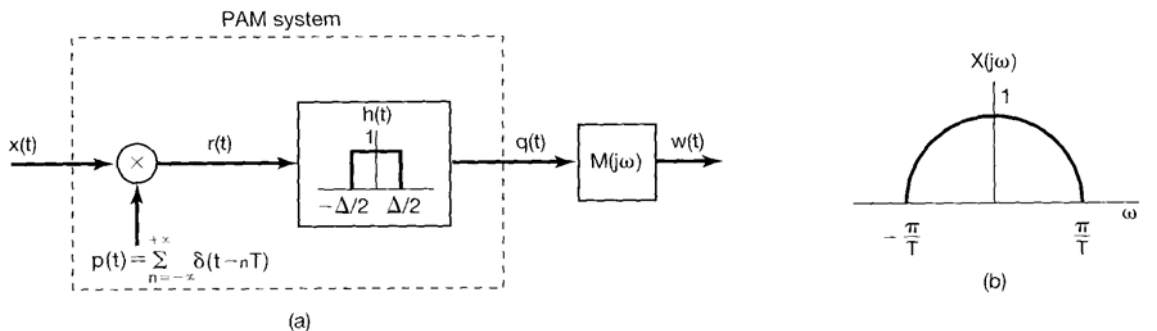 PAM system
x(t)
×
r(t)
h(t)
1
-Δ/2 Δ/2
q(t)
M(jω)
w(t)
p(t) = +∞ Σ n=-∞ δ(t-nT)
(a)
X(jω)
1
-π/T
π/T
ω
(b)